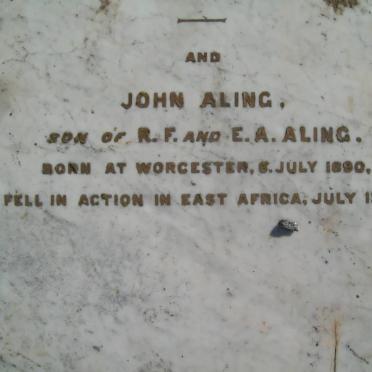 AND
JOHN ALING,
SON OF R. F. AND E. A. ALING.
BORN AT WORCESTER, 6. JULY 1890,
FELL IN ACTION IN EAST AFRICA, JULY